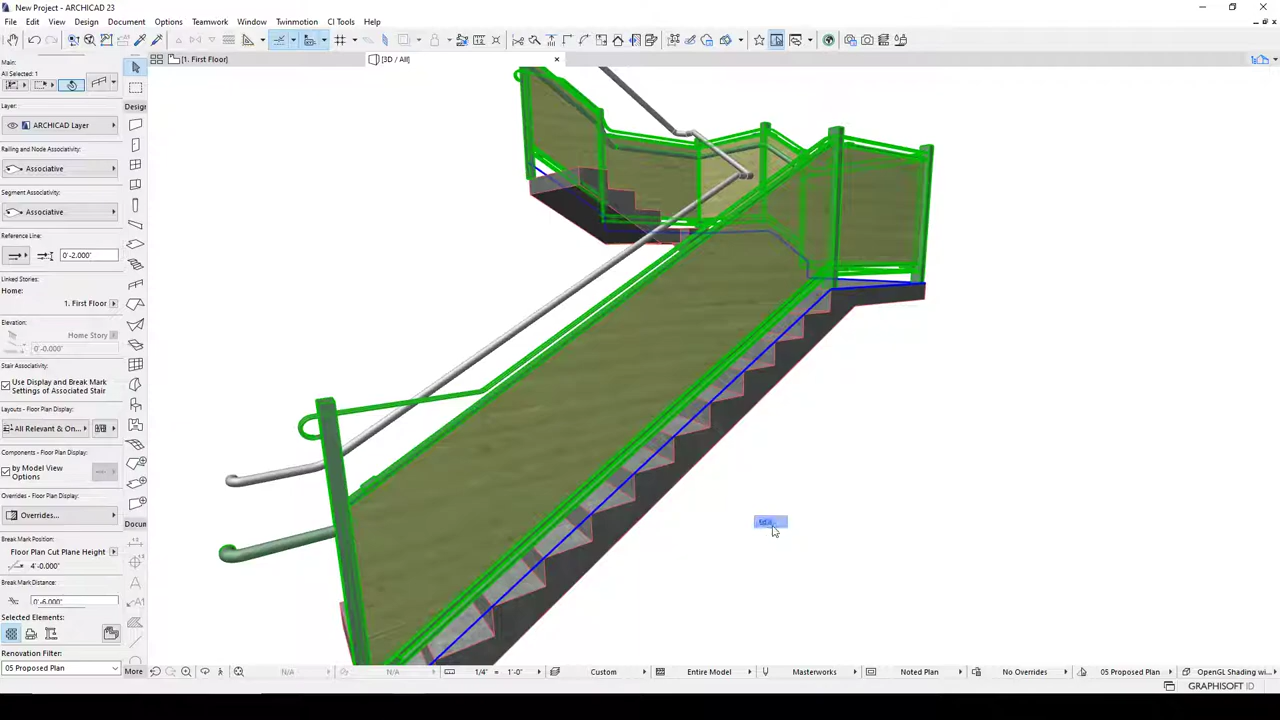 New Project - ARCHICAD 23
File Edit View Design Document Options Teamwork Window Twinmotion CI Tools Help
[1. First Floor] [3D / All]
Main:
All Selected: 1
Layer:
ARCHICAD Layer
Railing and Node Associativity:
Associative
Segment Associativity:
Associative
Reference Line:
0'-2.000"
Linked Stories:
Home:
1. First Floor
Elevation:
Home Story
0'-0.000"
Stair Associativity:
Use Display and Break Mark
Settings of Associated Stair
Layouts - Floor Plan Display:
All Relevant & On...
Components - Floor Plan Display:
by Model View
Options
Overrides - Floor Plan Display:
Overrides...
Break Mark Position:
Floor Plan Cut Plane Height
4'-0.000"
Break Mark Distance:
0'-6.000"
Selected Elements:
Renovation Filter:
05 Proposed Plan
Design
Docum
More
N/A N/A 1/4" = 1'-0" Custom Entire Model Masterworks Noted Plan No Overrides 05 Proposed Plan OpenGL Shading wi...
GRAPHISOFT ID